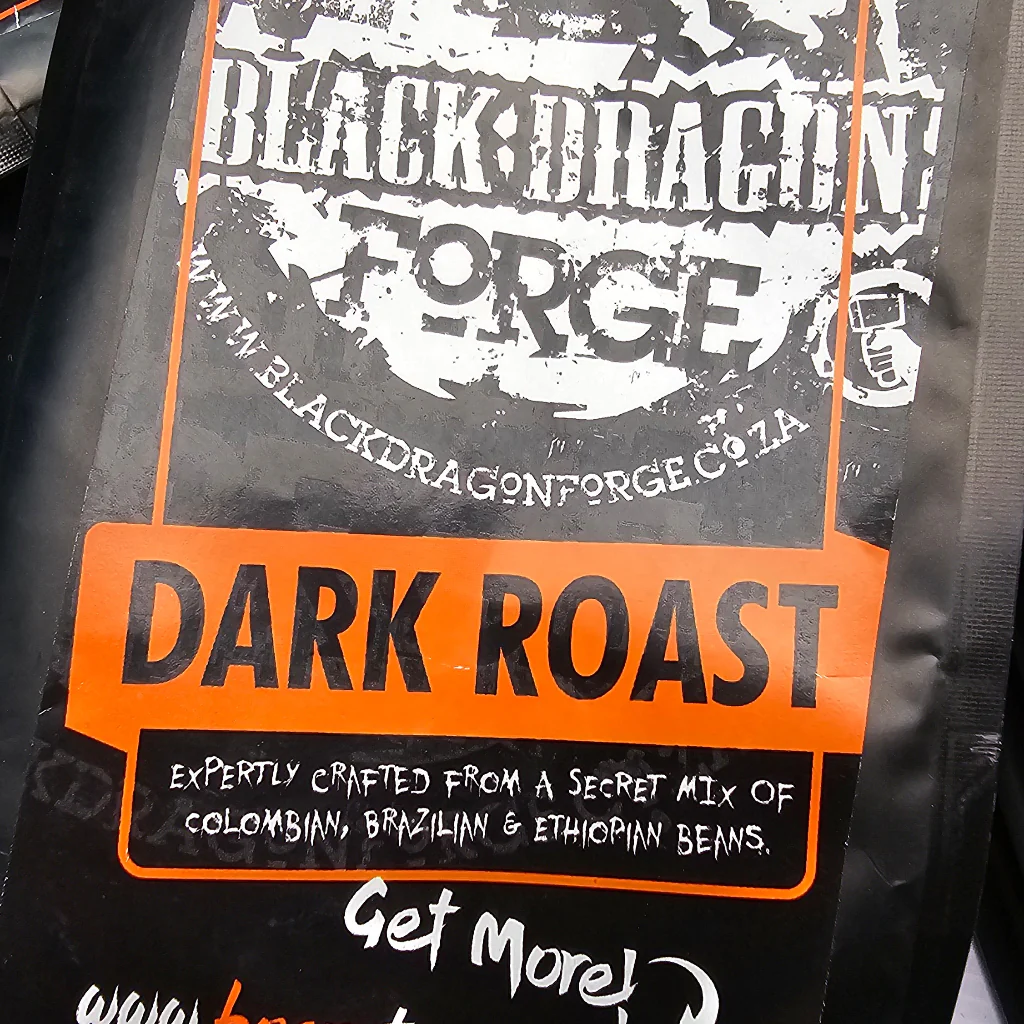 BLACK DRAGON
FORGE
WWW.BLACKDRAGONFORGE.CO.ZA
DARK ROAST
EXPERTLY CRAFTED FROM A SECRET MIX OF
COLOMBIAN, BRAZILIAN & ETHIOPIAN BEANS.
Get More!
www.